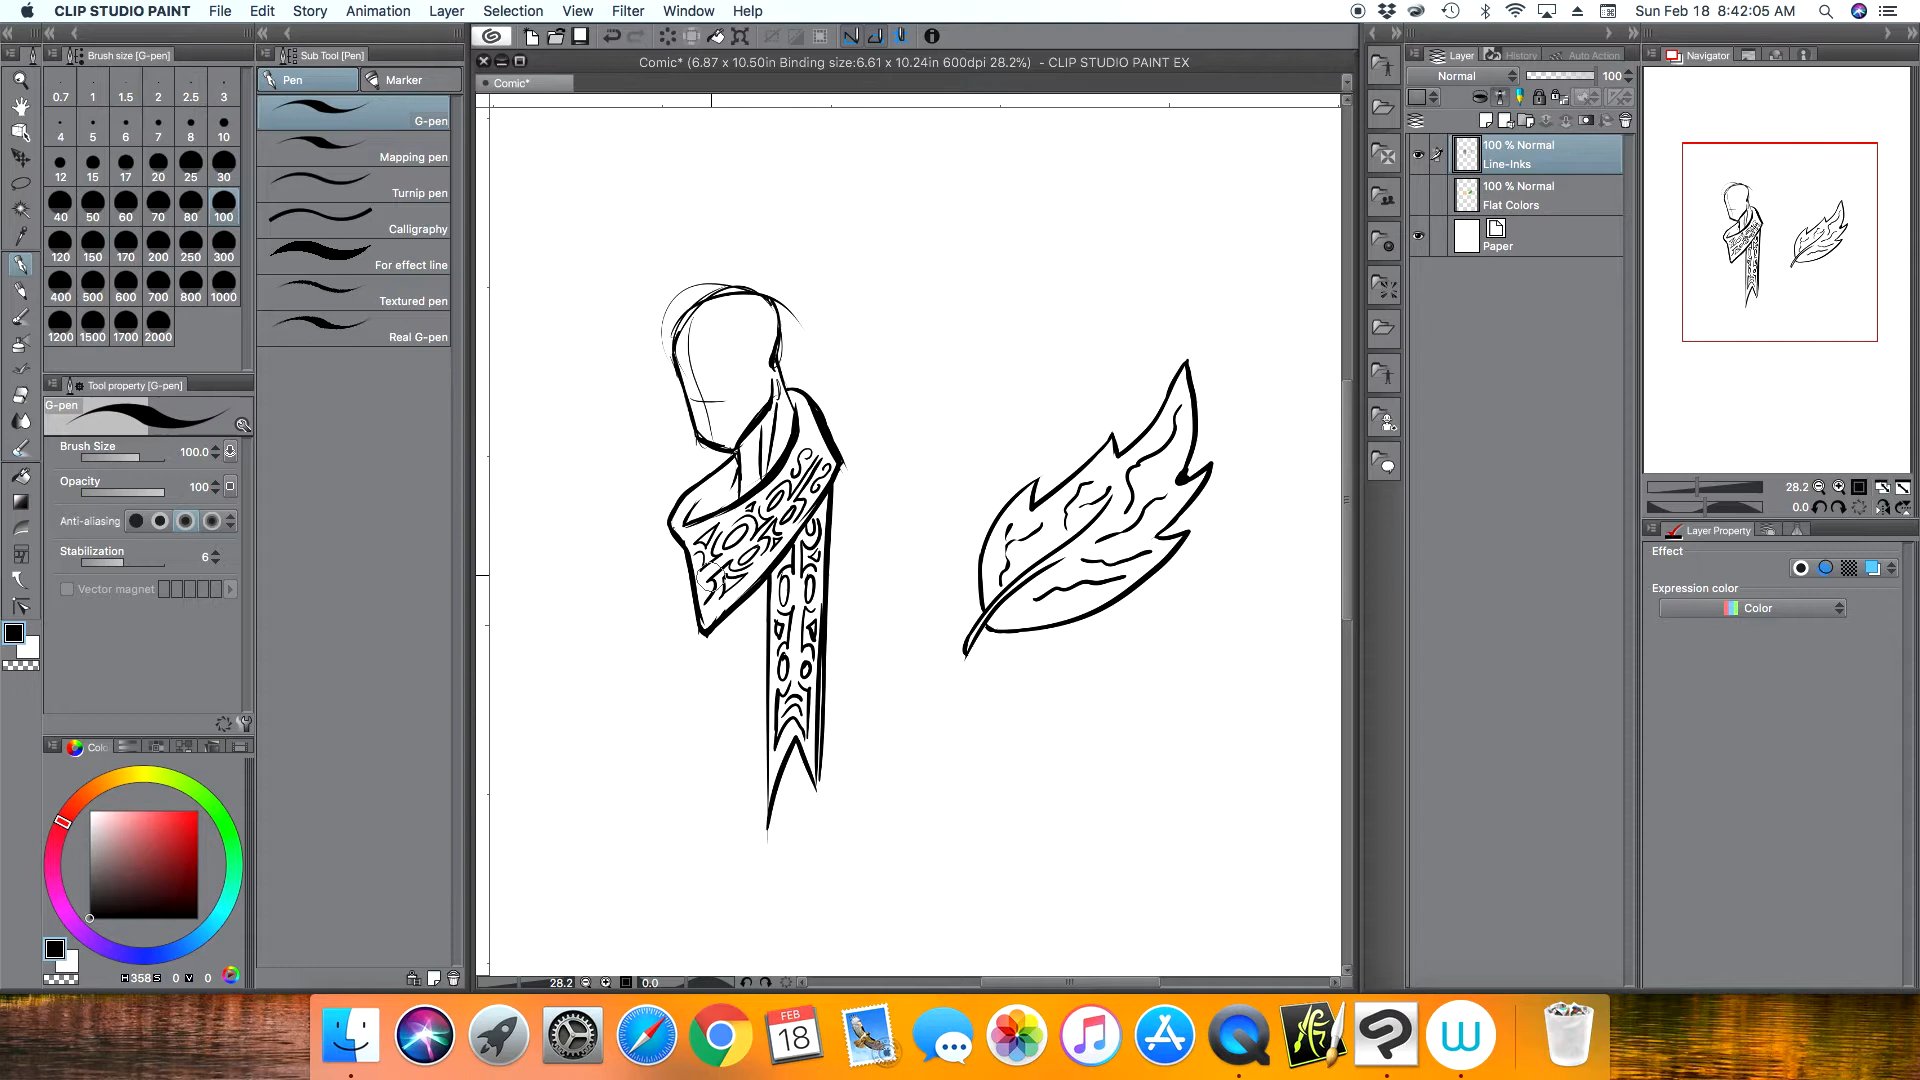 CLIP STUDIO PAINT File Edit Story Animation Layer Selection View Filter Window Help Sun Feb 18 8:42:05 AM
Comic* (6.87 x 10.50in Binding size:6.61 x 10.24in 600dpi 28.2%) - CLIP STUDIO PAINT EX
Comic*
Brush size [G-pen]
0.7 1 1.5 2 2.5 3
4 5 6 7 8 10
12 15 17 20 25 30
40 50 60 70 80 100
120 150 170 200 250 300
400 500 600 700 800 1000
1200 1500 1700 2000
Tool property [G-pen]
G-pen
Brush Size 100.0
Opacity 100
Anti-aliasing
Stabilization 6
Vector magnet
Colo
H 358 S 0 V 0
Sub Tool [Pen]
Pen Marker
G-pen
Mapping pen
Turnip pen
Calligraphy
For effect line
Textured pen
Real G-pen
28.2 0.0
Layer History Auto Action
Normal 100
100 % Normal
Line-Inks
100 % Normal
Flat Colors
Paper
Navigator
28.2
0.0
Layer Property
Effect
Expression color
Color
FEB
18
W